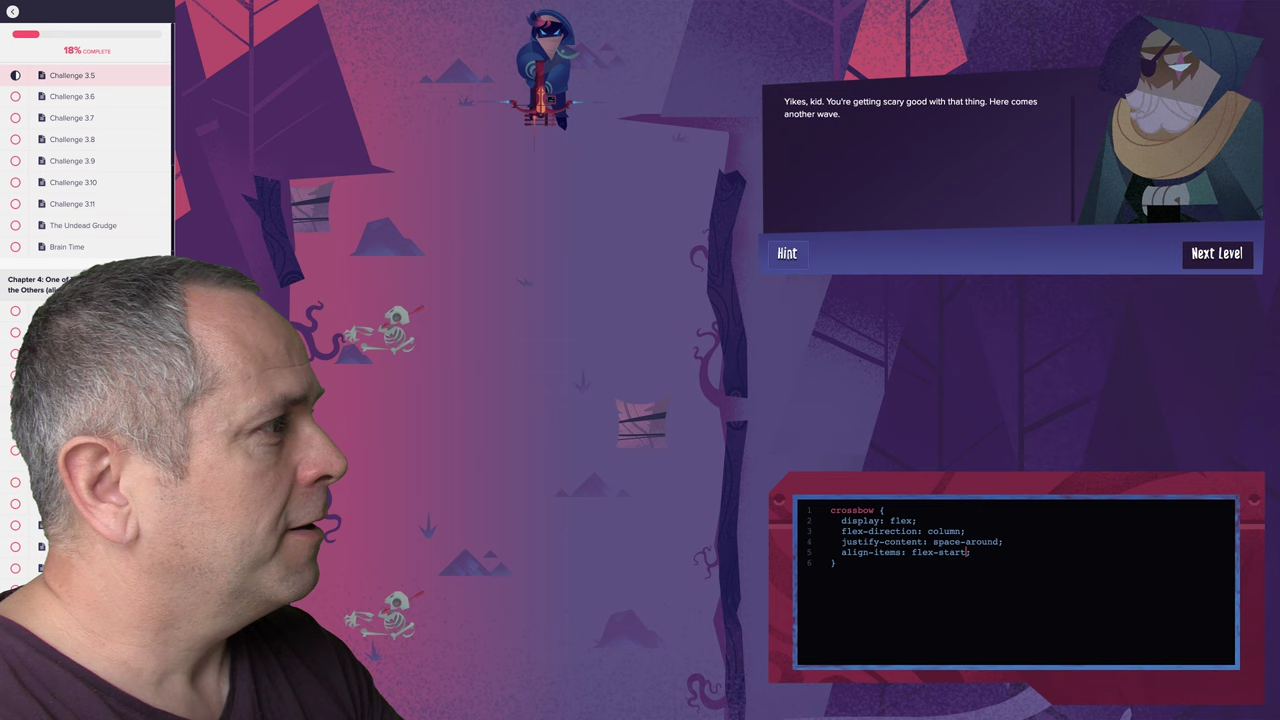 18% COMPLETE
Challenge 3.5
Challenge 3.6
Challenge 3.7
Challenge 3.8
Challenge 3.9
Challenge 3.10
Challenge 3.11
The Undead Grudge
Brain Time
Chapter 4: One of
the Others (ali
Yikes, kid. You're getting scary good with that thing. Here comes
another wave.
Hint
Next Level
1 crossbow {
2 display: flex;
3 flex-direction: column;
4 justify-content: space-around;
5 align-items: flex-start;
6 }